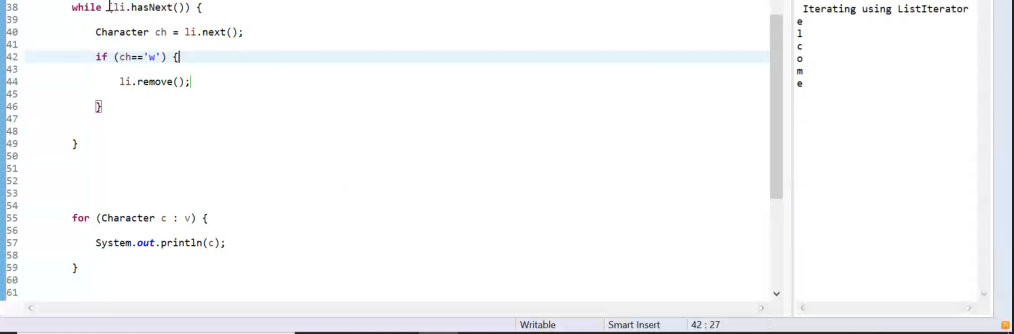 38 while (li.hasNext()) {
39
40 Character ch = li.next();
41
42 if (ch=='w') {
43
44 li.remove();
45
46 }
47
48
49 }
50
51
52
53
54
55 for (Character c : v) {
56
57 System.out.println(c);
58
59 }
60
61
Iterating using ListIterator
e
l
c
o
m
e
Writable
Smart Insert
42 : 27